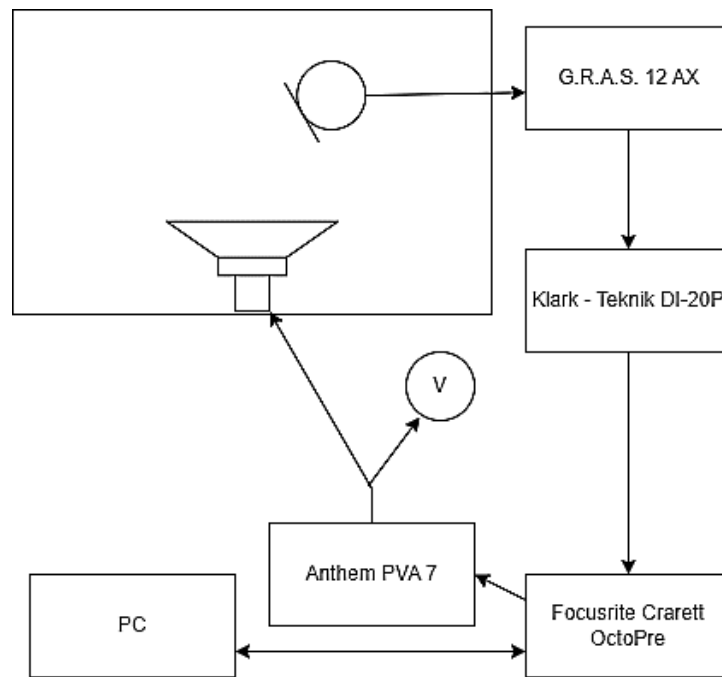 G.R.A.S. 12 AX
Klark - Teknik DI-20P
V
Anthem PVA 7
PC
Focusrite Crarett
OctoPre